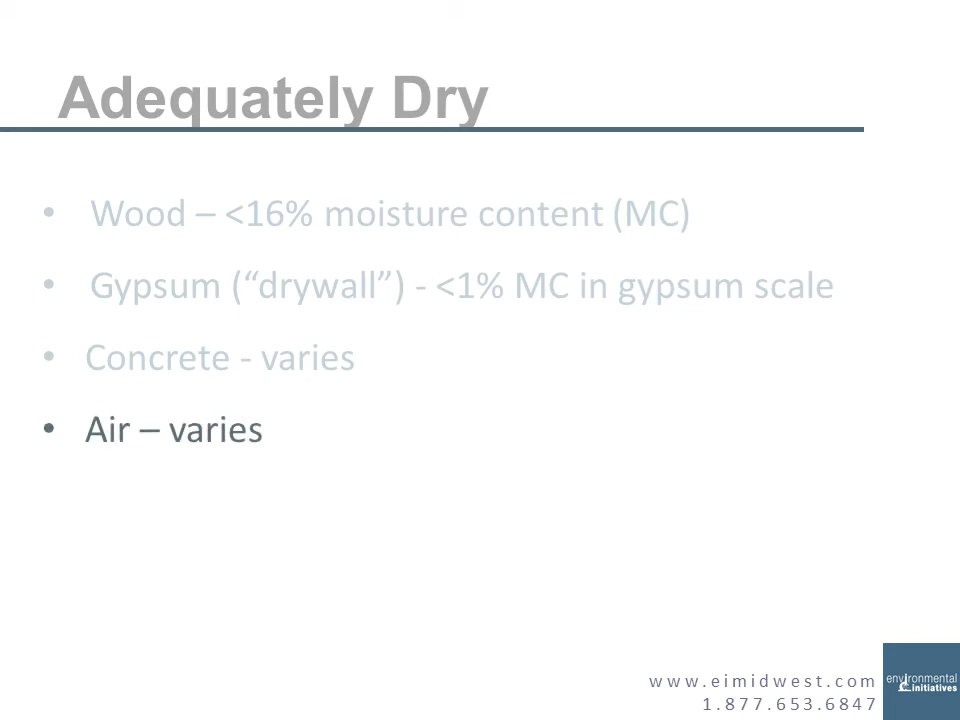 Adequately Dry
• Wood – <16% moisture content (MC)
• Gypsum (“drywall”) - <1% MC in gypsum scale
• Concrete - varies
• Air – varies
www.eimidwest.com
1.877.653.6847
environmental
initiatives